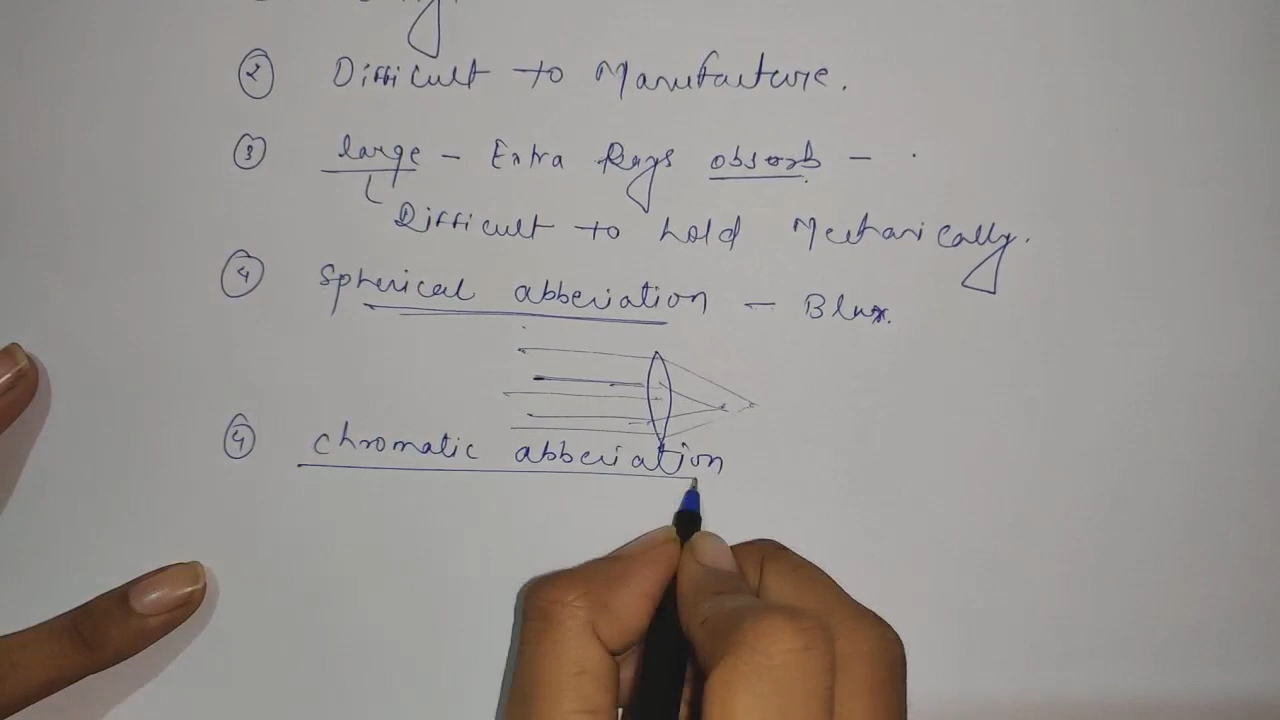 ② Difficult to Manufacture.
③ large - Extra Rays obsorb - .
Difficult to hold Mechanically.
④ Spherical abberiation - Blur.
④ chromatic abberiation